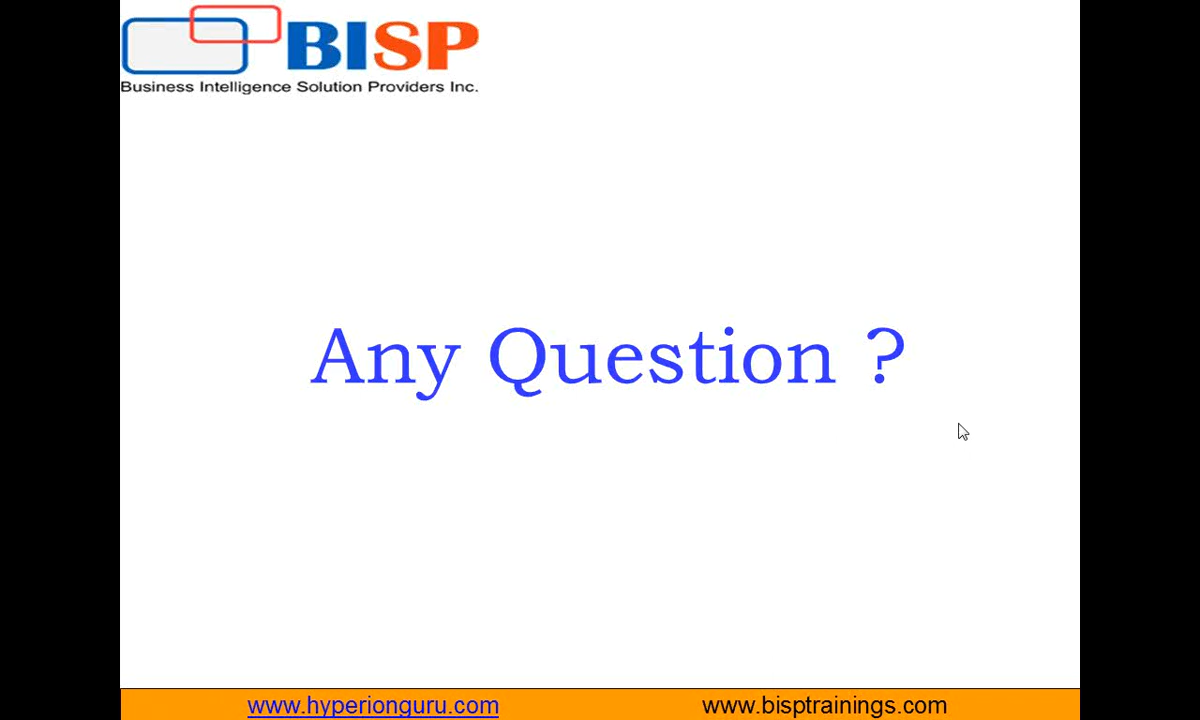 BISP
Business Intelligence Solution Providers Inc.
Any Question ?
www.hyperionguru.com www.bisptrainings.com